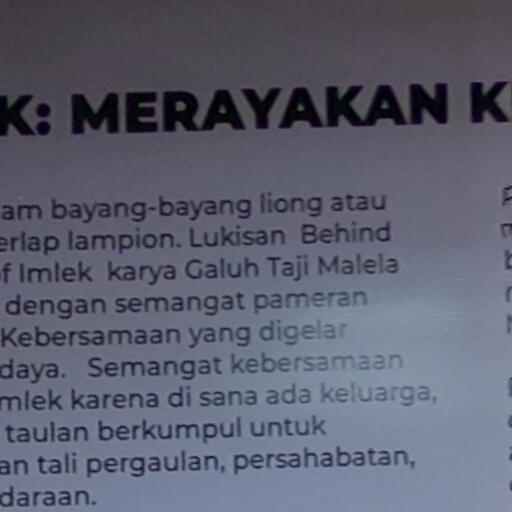 K: MERAYAKAN K
am bayang-bayang liong atau
erlap lampion. Lukisan Behind
f Imlek karya Galuh Taji Malela
dengan semangat pameran
Kebersamaan yang digelar
daya. Semangat kebersamaan
mlek karena di sana ada keluarga,
taulan berkumpul untuk
an tali pergaulan, persahabatan,
daraan.